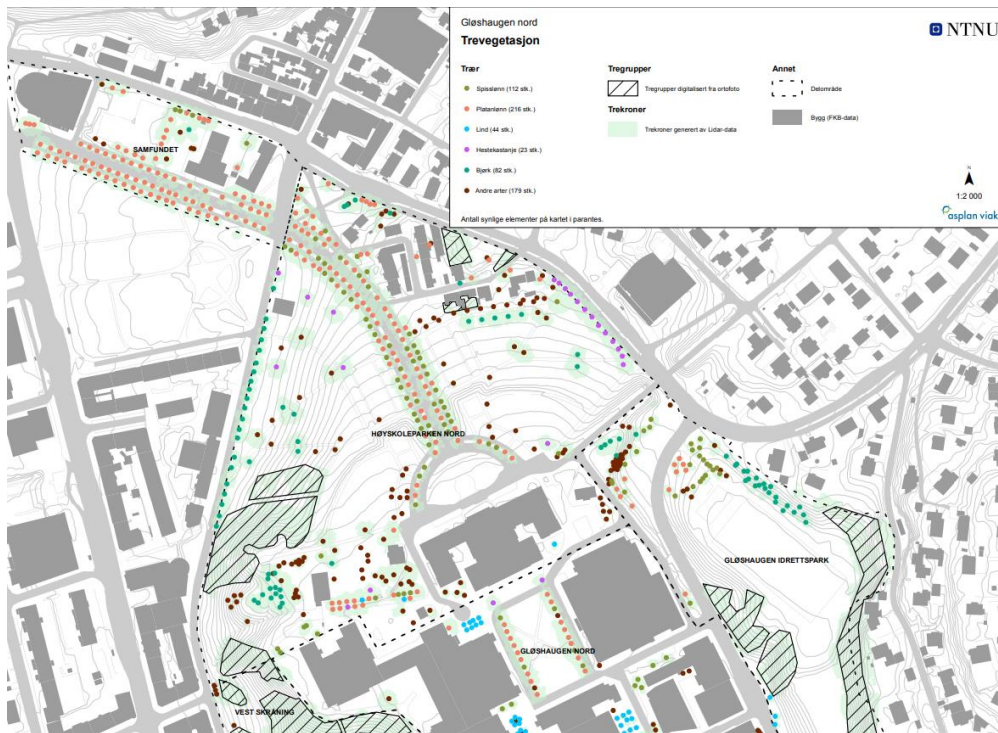 Gløshaugen nord
Trevegetasjon
NTNU
Trær
Spisslønn (112 stk.)
Platanlønn (216 stk.)
Lind (44 stk.)
Hestekastanje (23 stk.)
Bjørk (82 stk.)
Andre arter (179 stk.)
Tregrupper
Tregrupper digitalisert fra ortofoto
Trekroner
Trekroner generert av Lidar-data
Annet
Delområde
Bygg (FKB-data)
Antall synlige elementer på kartet i parantes.
N
1:2 000
asplan viak
SAMFUNDET
HØYSKOLEPARKEN NORD
GLØSHAUGEN IDRETTSPARK
GLØSHAUGEN NORD
VEST SKRÅNING